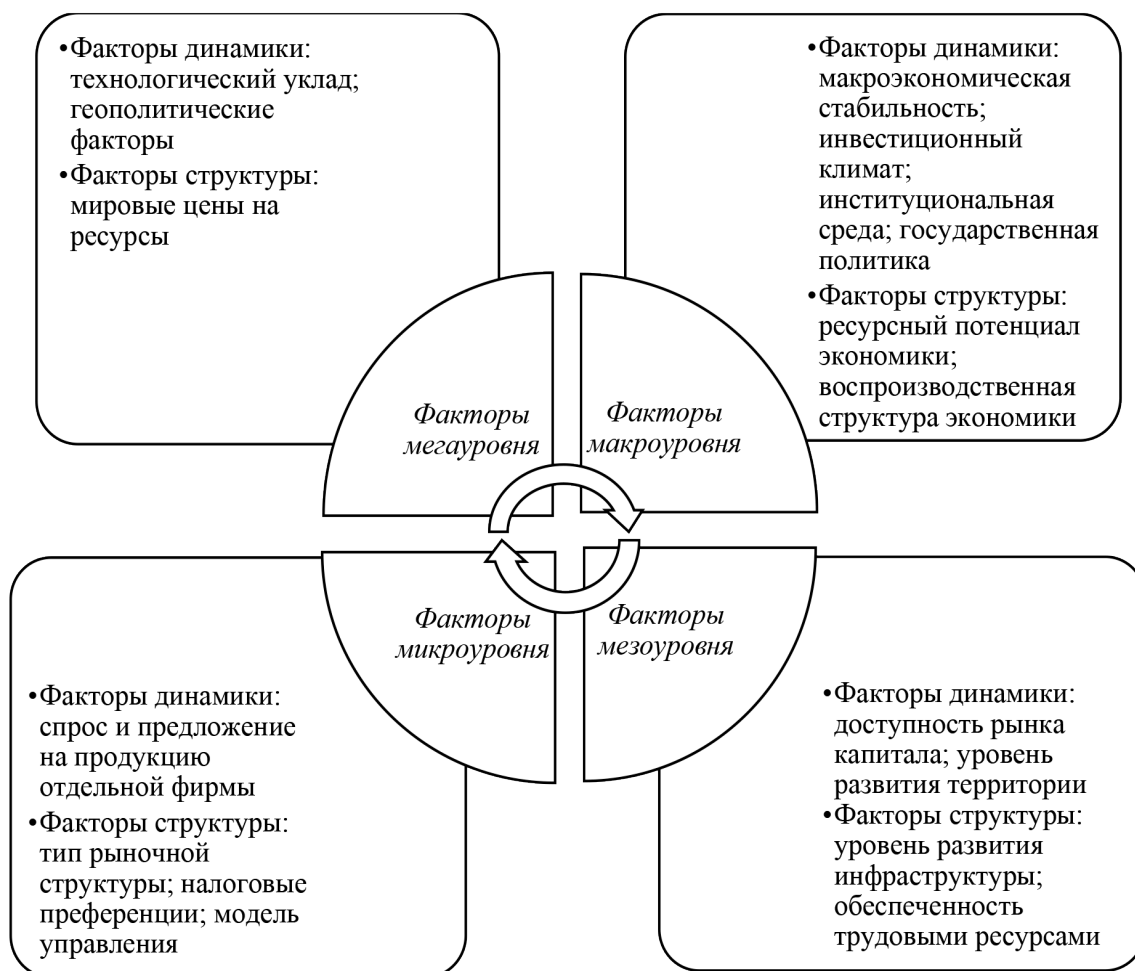 •Факторы динамики:
технологический уклад;
геополитические
факторы
•Факторы структуры:
мировые цены на
ресурсы
•Факторы динамики:
макроэкономическая
стабильность;
инвестиционный
климат;
институциональная
среда; государственная
политика
•Факторы структуры:
ресурсный потенциал
экономики;
воспроизводственная
структура экономики
Факторы
мегауровня
Факторы
макроуровня
Факторы
микроуровня
Факторы
мезоуровня
•Факторы динамики:
спрос и предложение
на продукцию
отдельной фирмы
•Факторы структуры:
тип рыночной
структуры; налоговые
преференции; модель
управления
•Факторы динамики:
доступность рынка
капитала; уровень
развития территории
•Факторы структуры:
уровень развития
инфраструктуры;
обеспеченность
трудовыми ресурсами